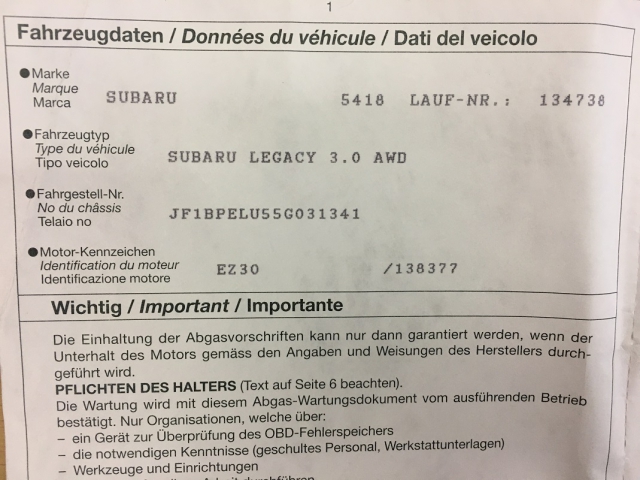 1
Fahrzeugdaten / Données du véhicule / Dati del veicolo
Marke
Marque
Marca
SUBARU 5418 LAUF-NR.: 134738
Fahrzeugtyp
Type du véhicule
Tipo veicolo
SUBARU LEGACY 3.0 AWD
Fahrgestell-Nr.
No du châssis
Telaio no
JF1BPELU55G031341
Motor-Kennzeichen
Identification du moteur
Identificazione motore
EZ30 /138377
Wichtig / Important / Importante
Die Einhaltung der Abgasvorschriften kann nur dann garantiert werden, wenn der
Unterhalt des Motors gemäss den Angaben und Weisungen des Herstellers durch-
geführt wird.
PFLICHTEN DES HALTERS (Text auf Seite 6 beachten).
Die Wartung wird mit diesem Abgas-Wartungsdokument vom ausführenden Betrieb
bestätigt. Nur Organisationen, welche über:
– ein Gerät zur Überprüfung des OBD-Fehlerspeichers
– die notwendigen Kenntnisse (geschultes Personal, Werkstattunterlagen)
– Werkzeuge und Einrichtungen